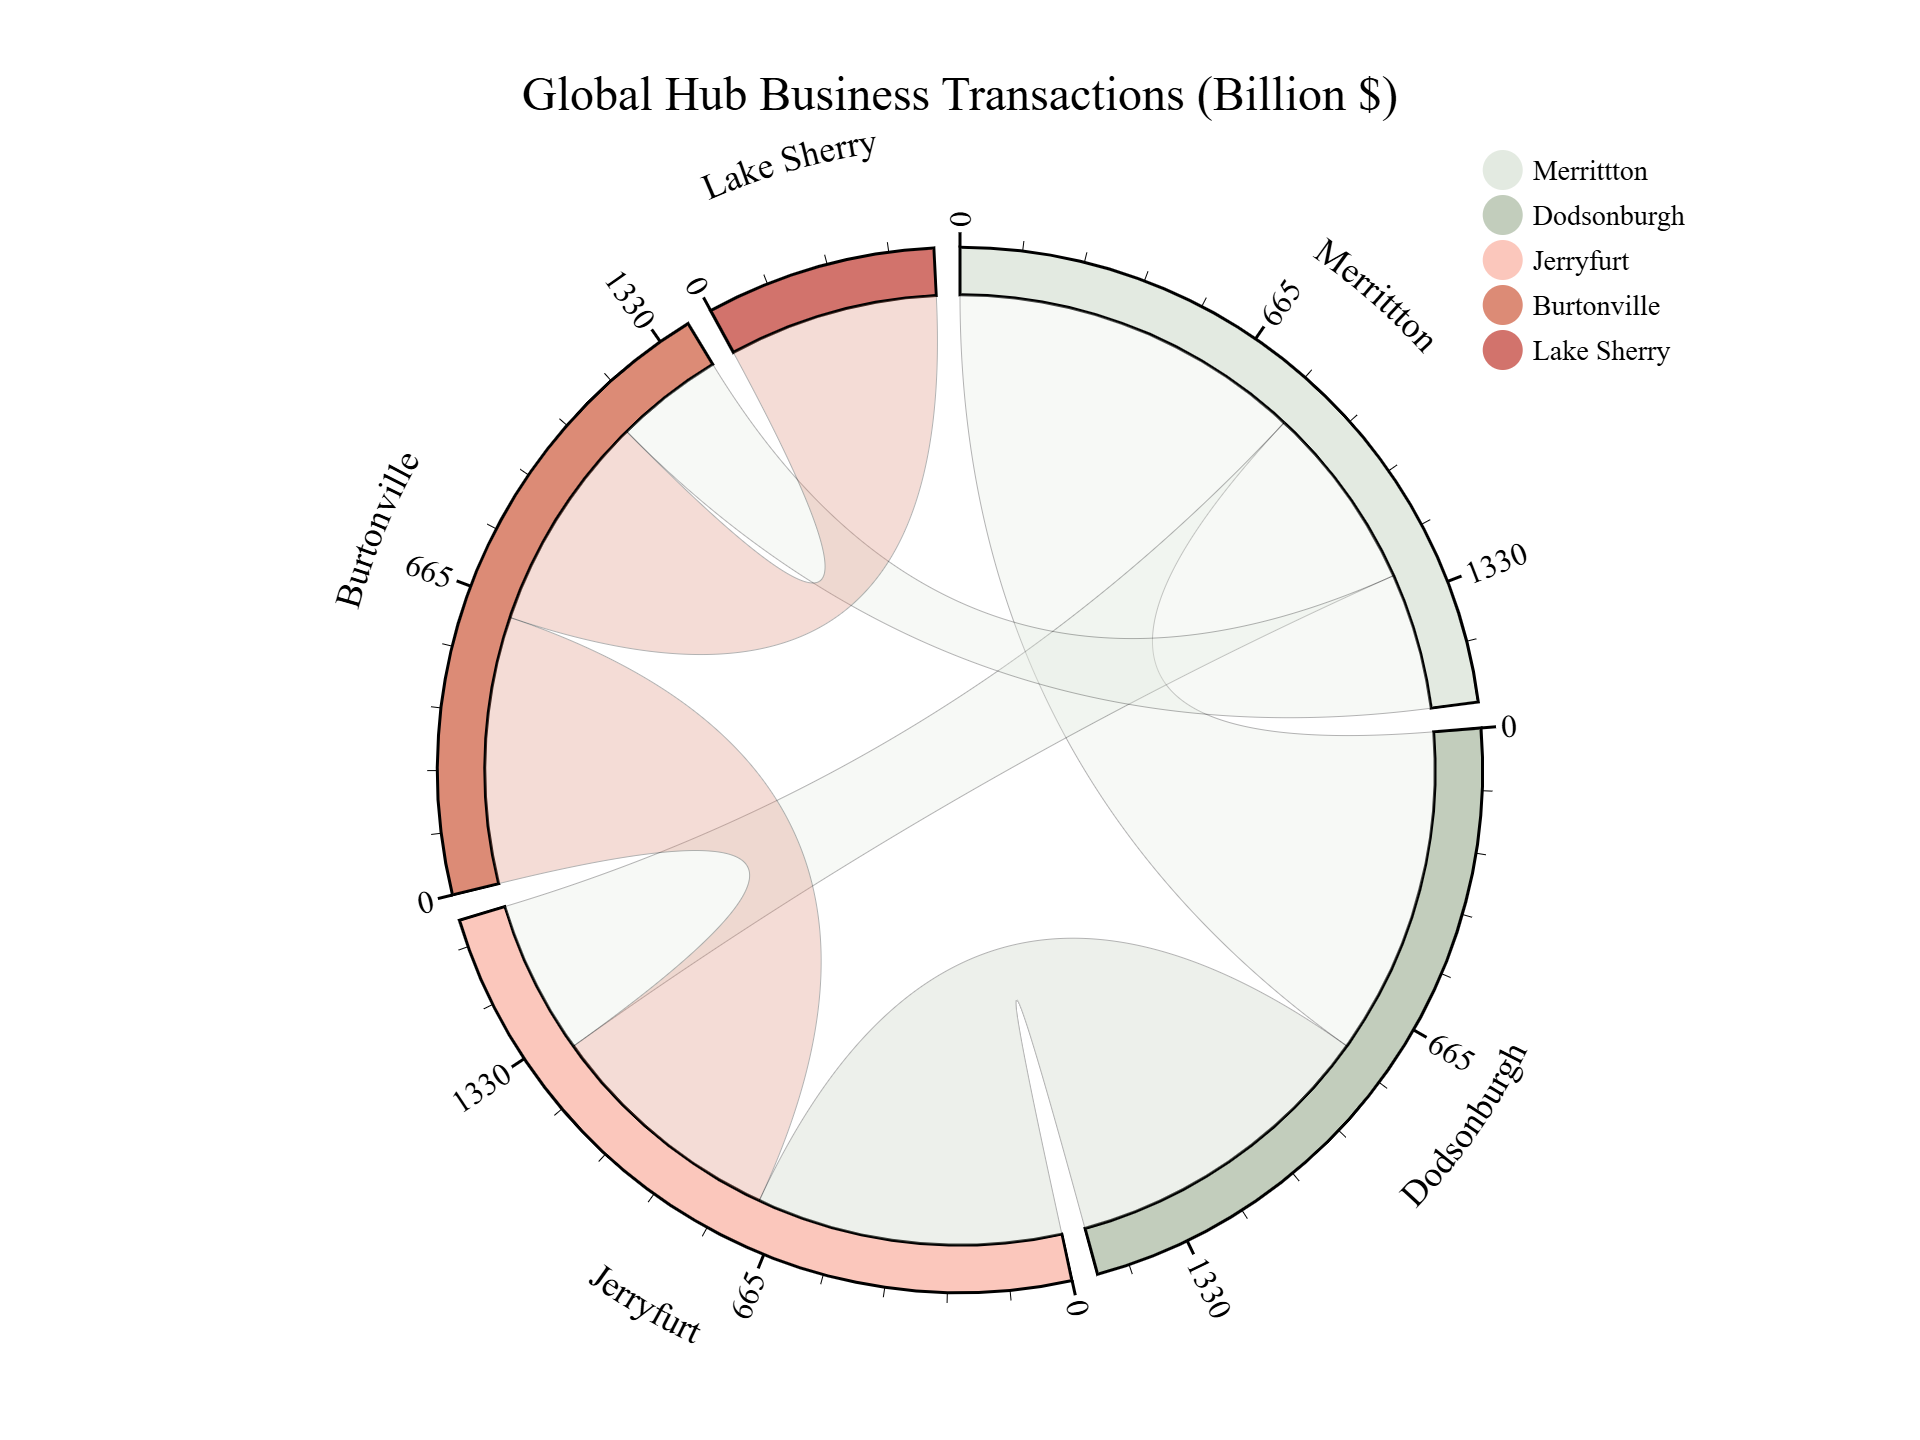 Global Hub Business Transactions (Billion $)
Merrittton
Dodsonburgh
Jerryfurt
Burtonville
Lake Sherry
Merrittton
0
665
1330
Dodsonburgh
0
665
1330
Jerryfurt
0
665
1330
Burtonville
0
665
1330
Lake Sherry
0